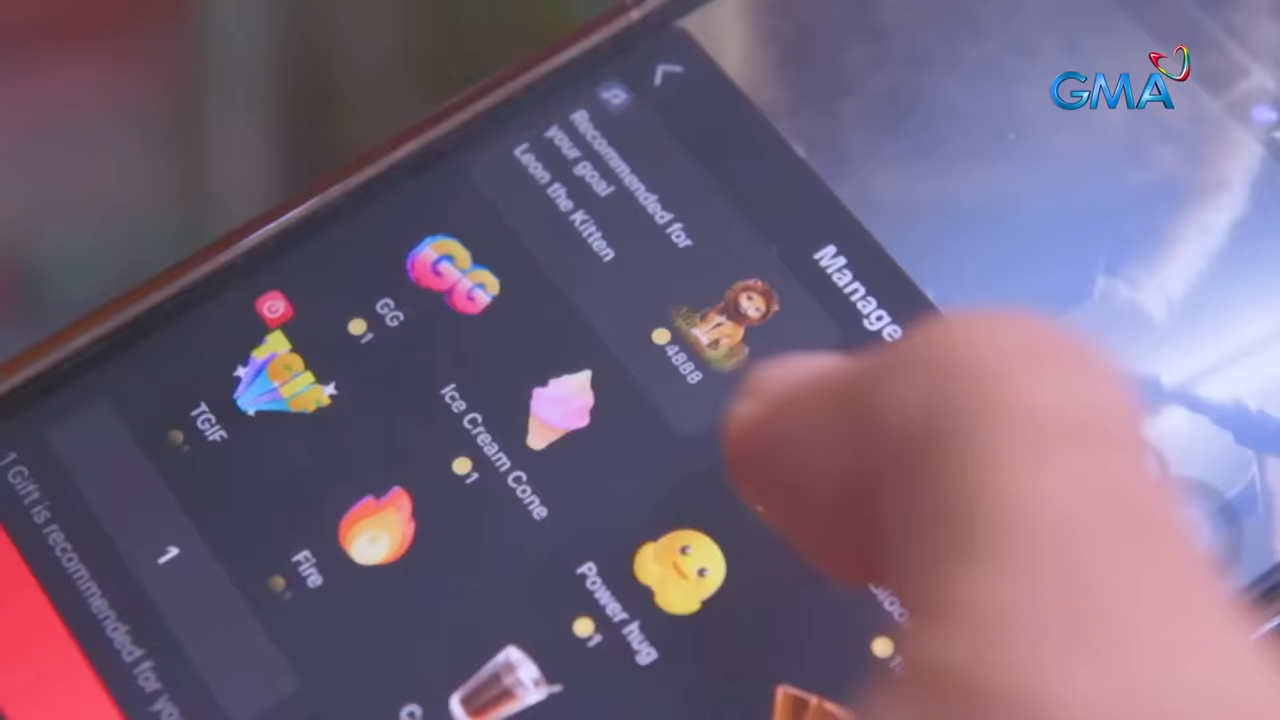 GMA
Manage
Recommended for
your goal
Leon the Kitten
4888
GG
1
Ice Cream Cone
1
Power hug
1
TGIF
1
Fire
1
1 Gift is recommended for